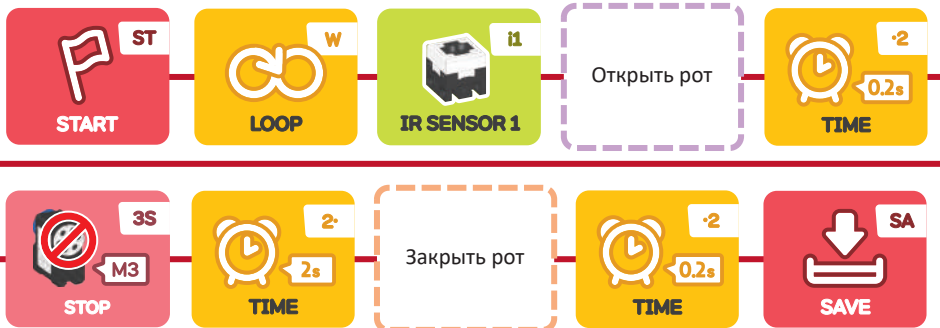 ST
START
W
LOOP
i1
IR SENSOR 1
Открыть рот
·2
0.2s
TIME
3S
M3
STOP
2·
2s
TIME
Закрыть рот
·2
0.2s
TIME
SA
SAVE